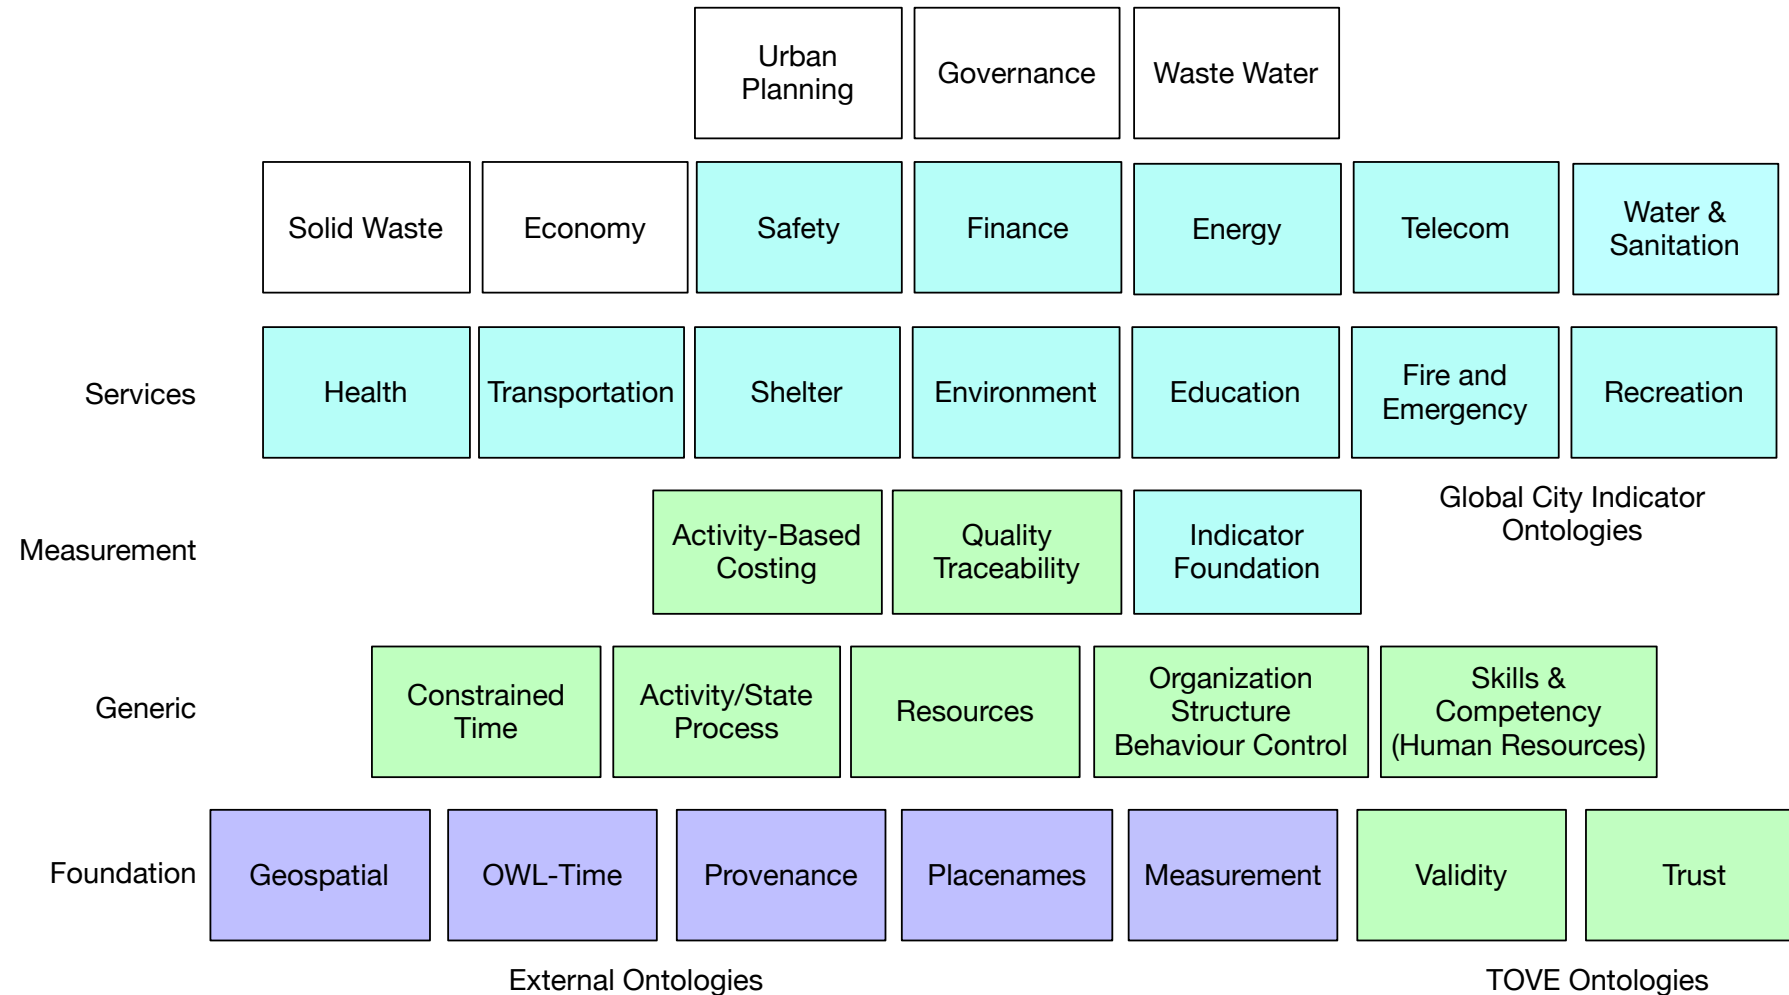 Urban
Planning
Governance
Waste Water
Solid Waste
Economy
Safety
Finance
Energy
Telecom
Water &
Sanitation
Services
Health
Transportation
Shelter
Environment
Education
Fire and
Emergency
Recreation
Global City Indicator
Ontologies
Measurement
Activity-Based
Costing
Quality
Traceability
Indicator
Foundation
Generic
Constrained
Time
Activity/State
Process
Resources
Organization
Structure
Behaviour Control
Skills &
Competency
(Human Resources)
Foundation
Geospatial
OWL-Time
Provenance
Placenames
Measurement
Validity
Trust
External Ontologies
TOVE Ontologies